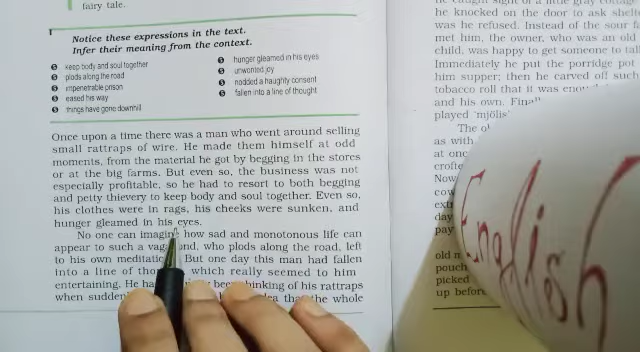 fairy tale.
Notice these expressions in the text.
Infer their meaning from the context.
keep body and soul together
plods along the road
impenetrable prison
eased his way
things have gone downhill
hunger gleamed in his eyes
unwonted joy
nodded a haughty consent
fallen into a line of thought
Once upon a time there was a man who went around selling
small rattraps of wire. He made them himself at odd
moments, from the material he got by begging in the stores
or at the big farms. But even so, the business was not
especially profitable, so he had to resort to both begging
and petty thievery to keep body and soul together. Even so,
his clothes were in rags, his cheeks were sunken, and
hunger gleamed in his eyes.
No one can imagine how sad and monotonous life can
appear to such a vagabond, who plods along the road, left
to his own But one day this man had fallen
into a line of which really seemed to him
entertaining. He thinking of his rattraps
when that the whole
he knocked on the door to ask
was refused. Instead of the sour
met him, the owner, who was an old
child, was happy to get someone to
Immediately he put the porridge pot
him supper; then he carved off such
tobacco roll that it was
and his own.
played 'mjölis'
The
as with
at
Now
day
pay
old
pouch
picked
up before
English